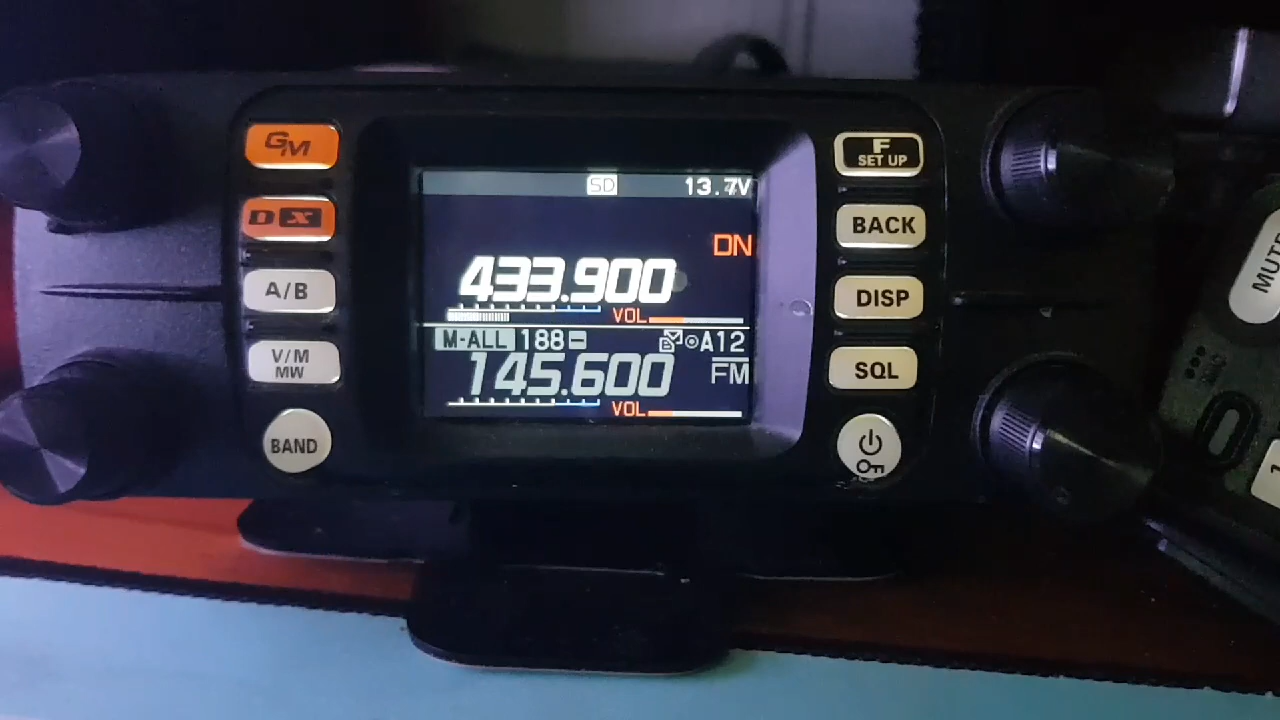 GM
DX
A/B
V/M
MW
BAND
SD 13.7V
DN
433.900
VOL
M-ALL 188 A12
145.600 FM
VOL
F
SET UP
BACK
DISP
SQL
MUTE
1